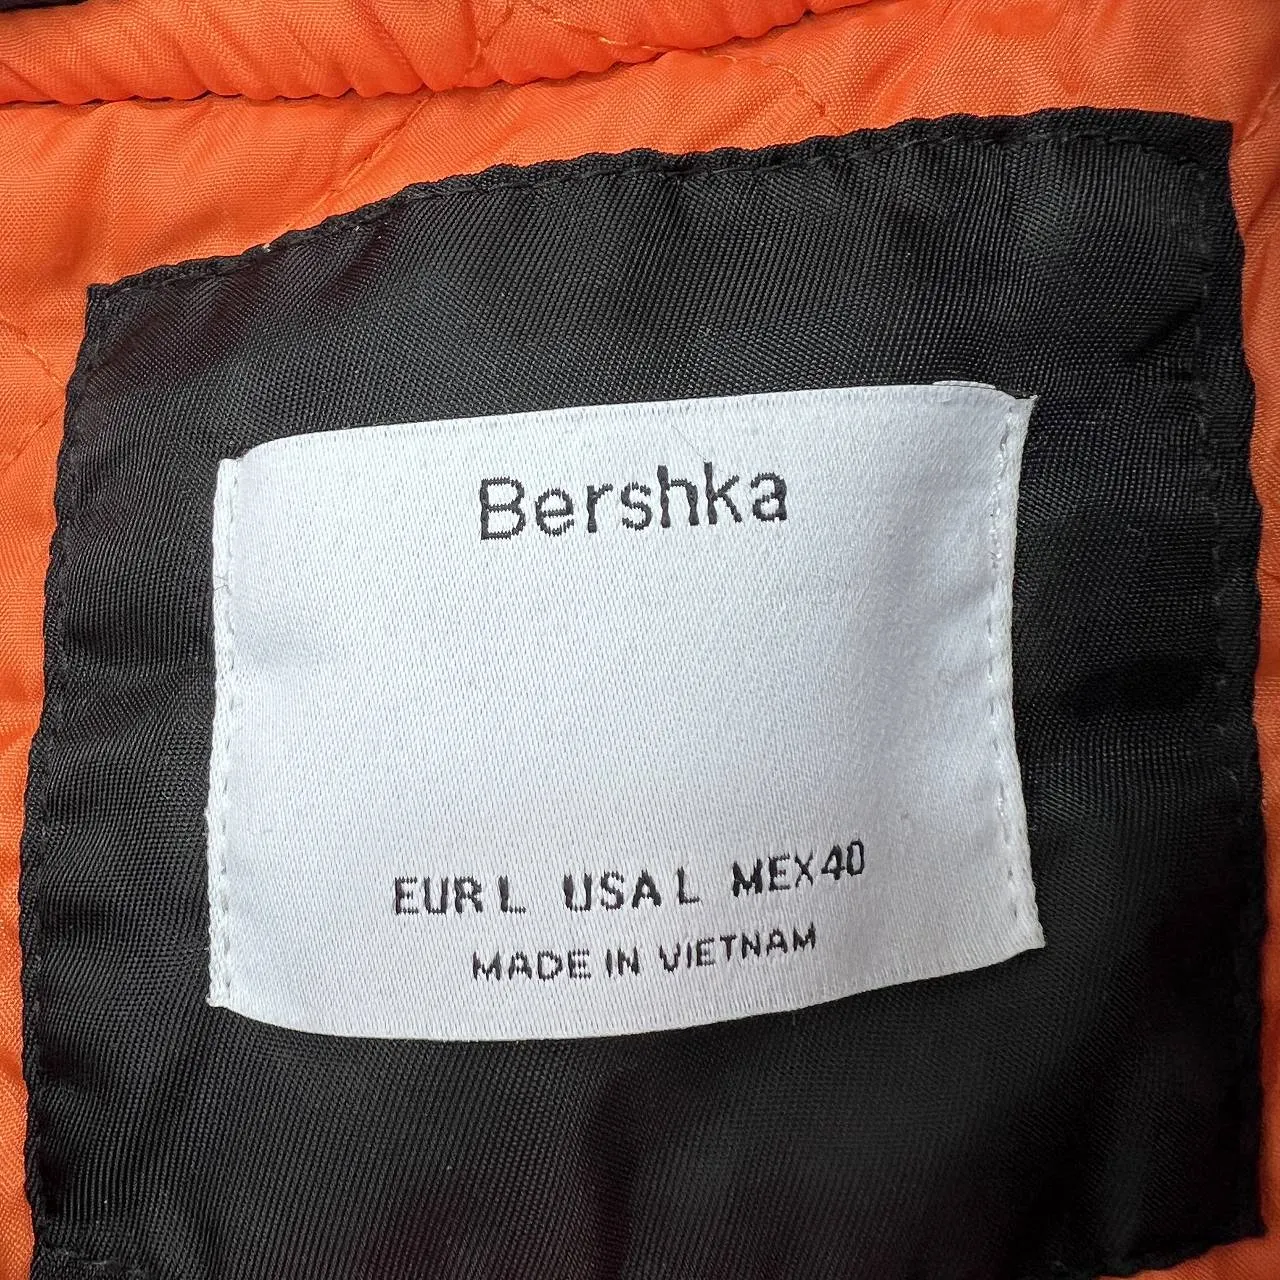 Bershka
EUR L USA L MEX 40
MADE IN VIETNAM